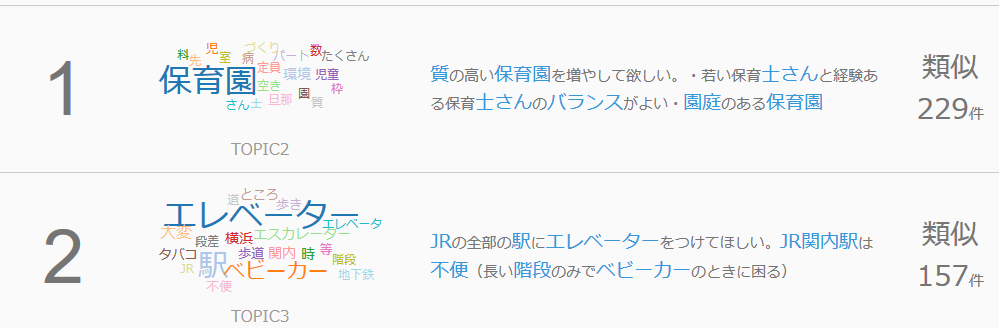 1
料 先 児 室 づくり 病 パート 数 たくさん
定員 環境 児童
保育園 空き 園 枠
さん 士 旦那 質
TOPIC2
質の高い保育園を増やして欲しい。・若い保育士さんと経験あ
る保育士さんのバランスがよい・園庭のある保育園
類似
229件
2
道 ところ 歩き
エレベーター エレベータ
大変 段差 横浜 エスカレーター
タバコ 歩道 関内 時 等 階段
JR 駅 ベビーカー 地下鉄
不便
TOPIC3
JRの全部の駅にエレベーターをつけてほしい。JR関内駅は
不便（長い階段のみでベビーカーのときに困る）
類似
157件